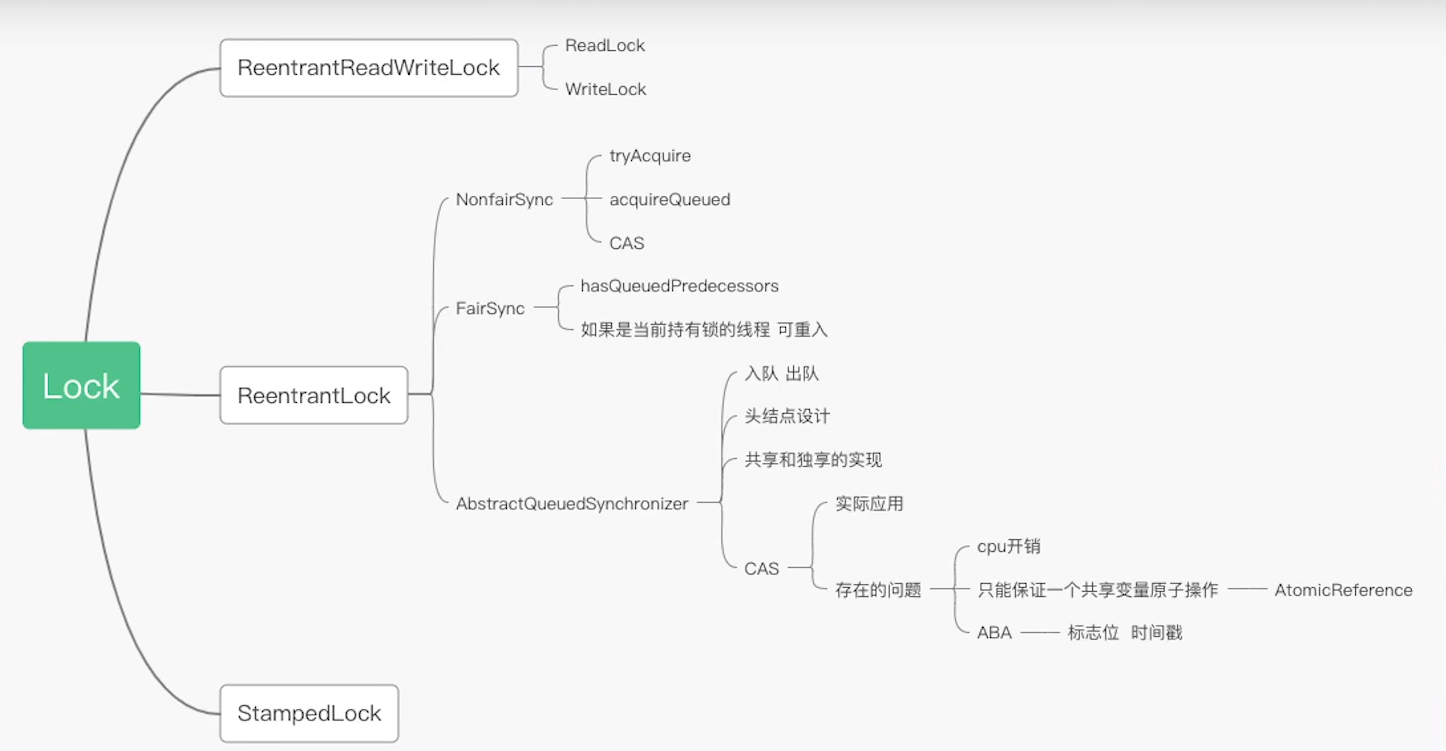 ReentrantReadWriteLock
ReadLock
WriteLock
NonfairSync
tryAcquire
acquireQueued
CAS
FairSync
hasQueuedPredecessors
如果是当前持有锁的线程 可重入
Lock
ReentrantLock
AbstractQueuedSynchronizer
入队 出队
头结点设计
共享和独享的实现
CAS
实际应用
存在的问题
cpu开销
只能保证一个共享变量原子操作
AtomicReference
ABA
标志位 时间戳
StampedLock